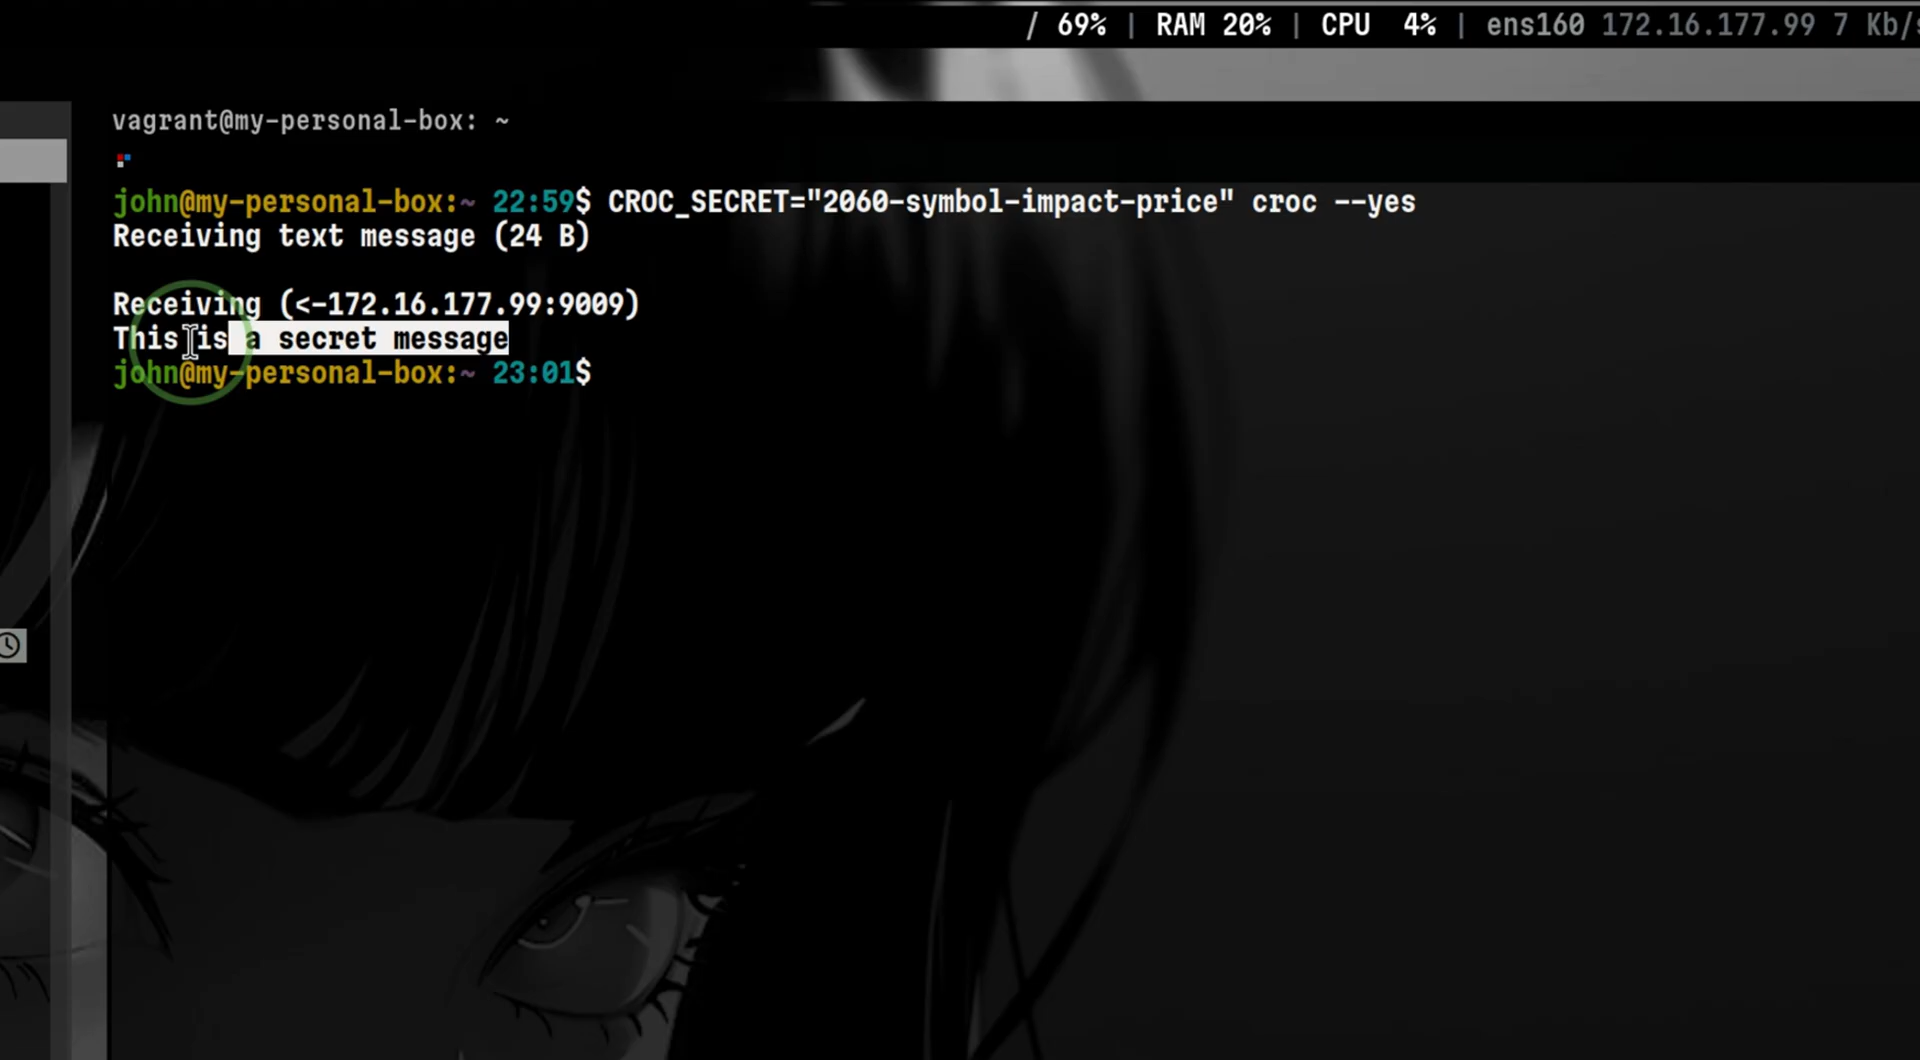 / 69% | RAM 20% | CPU 4% | ens160 172.16.177.99 7 Kb/s
vagrant@my-personal-box: ~
john@my-personal-box:~ 22:59$ CROC_SECRET="2060-symbol-impact-price" croc --yes
Receiving text message (24 B)
Receiving (<-172.16.177.99:9009)
This is a secret message
john@my-personal-box:~ 23:01$